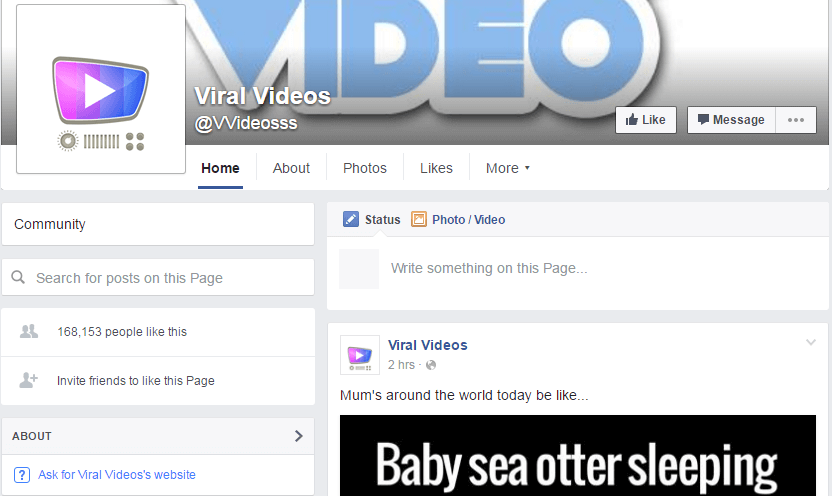 VIDEO
Viral Videos
@VVideosss
Like
Message
Home
About
Photos
Likes
More
Community
Search for posts on this Page
168,153 people like this
Invite friends to like this Page
ABOUT
? Ask for Viral Videos's website
Status
Photo / Video
Write something on this Page...
Viral Videos
2 hrs ·
Mum's around the world today be like...
Baby sea otter sleeping